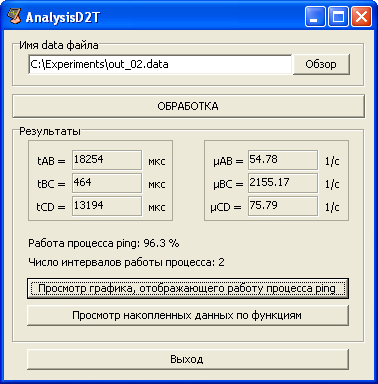 AnalysisD2T
Имя data файла
C:\Experiments\out_02.data Обзор
ОБРАБОТКА
Результаты
tAB = 18254 мкс µAB = 54.78 1/с
tBC = 464 мкс µBC = 2155.17 1/с
tCD = 13194 мкс µCD = 75.79 1/с
Работа процесса ping: 96.3 %
Число интервалов работы процесса: 2
Просмотр графика, отображающего работу процесса ping
Просмотр накопленных данных по функциям
Выход